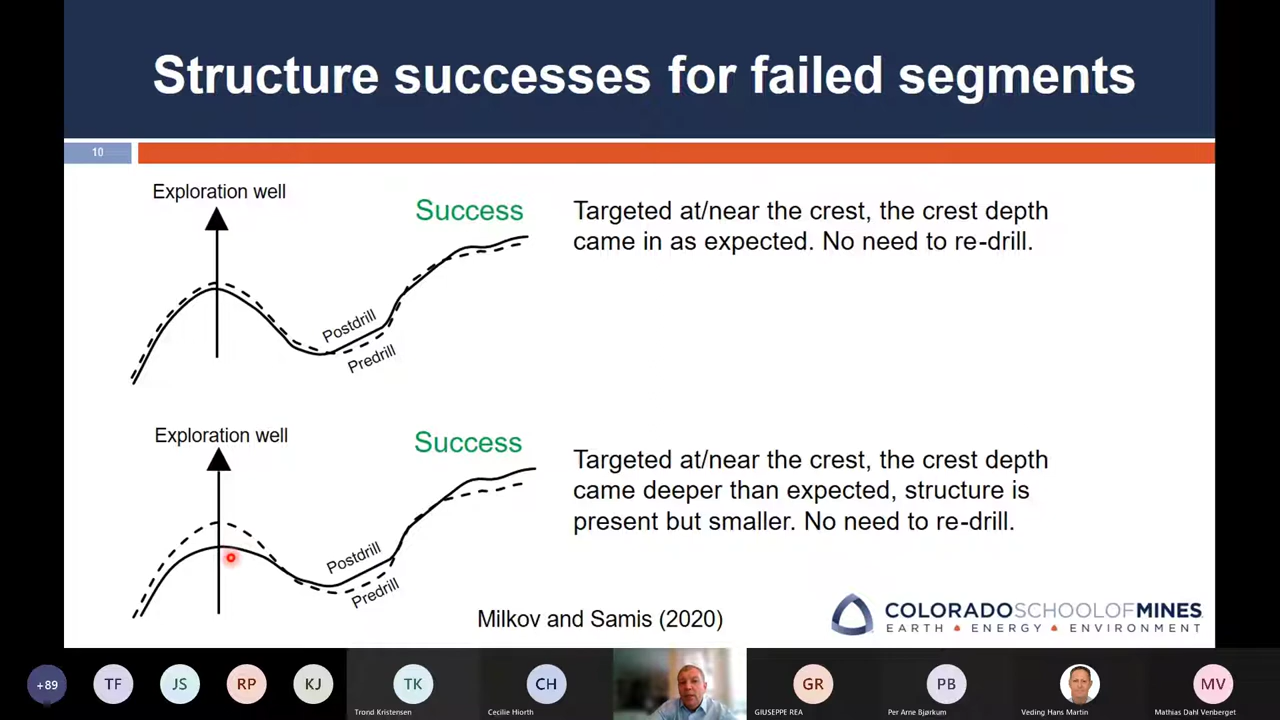 Structure successes for failed segments
10
Exploration well
Success
Targeted at/near the crest, the crest depth
came in as expected. No need to re-drill.
Postdrill
Predrill
Exploration well
Success
Targeted at/near the crest, the crest depth
came deeper than expected, structure is
present but smaller. No need to re-drill.
Postdrill
Predrill
Milkov and Samis (2020)
COLORADOSCHOOLOFMINES
EARTH ENERGY ENVIRONMENT
+89
TF
JS
RP
KJ
TK
Trond Kristensen
CH
Cecilie Hiorth
GR
GIUSEPPE REA
PB
Per Arne Bjørkum
Veding Hans Martin
MV
Mathias Dahl Venberget